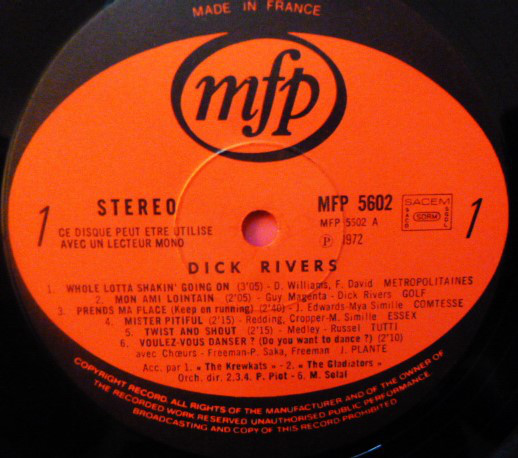 MADE IN FRANCE
mfp
STEREO
MFP 5602
1
CE DISQUE PEUT ETRE UTILISE
AVEC UN LECTEUR MONO
MFP 5602 A
Ⓟ 1972
SACEM
SDRM
1
DICK RIVERS
1. WHOLE LOTTA SHAKIN' GOING ON (3'05) - D. Williams, F. David METROPOLITAINES
2. MON AMI LOINTAIN (2'05) - Guy Magenta - Dick Rivers GOLF
3. PRENDS MA PLACE (Keep on running) (2'40) - J. Edwards-Mya Simille COMTESSE
4. MISTER PITIFUL (2'15) - Redding, Cropper-M. Simille ESSEX
5. TWIST AND SHOUT (2'15) - Medley - Russel TUTTI
6. VOULEZ-VOUS DANSER ? (Do you want to dance ?) (2'10)
avec Chœurs - Freeman-P. Saka, Freeman J. PLANTE
Acc. par 1. « The Krewkats » - 2. « The Gladiators »
Orch. dir. 2.3.4. P. Piot - 6. M. Solal
COPYRIGHT RECORD ALL RIGHTS OF THE MANUFACTURER AND OF THE OWNER OF
THE RECORDED WORK RESERVED UNAUTHORISED PUBLIC PERFORMANCE
BROADCASTING AND COPY OF THIS RECORD PROHIBITED